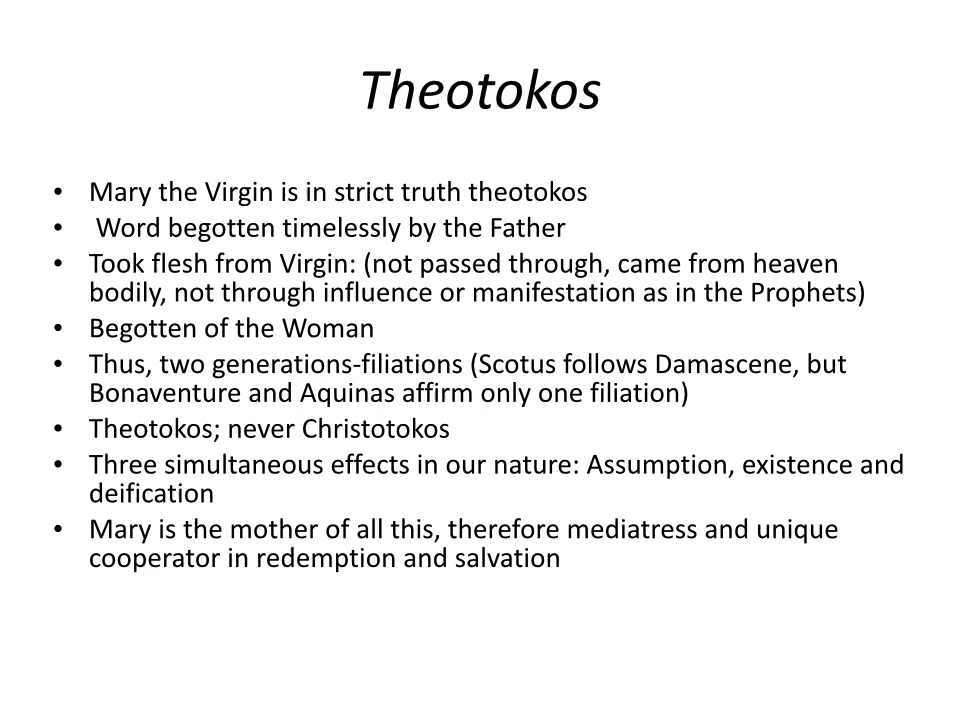 Theotokos
• Mary the Virgin is in strict truth theotokos
• Word begotten timelessly by the Father
• Took flesh from Virgin: (not passed through, came from heaven
bodily, not through influence or manifestation as in the Prophets)
• Begotten of the Woman
• Thus, two generations-filiations (Scotus follows Damascene, but
Bonaventure and Aquinas affirm only one filiation)
• Theotokos; never Christotokos
• Three simultaneous effects in our nature: Assumption, existence and
deification
• Mary is the mother of all this, therefore mediatress and unique
cooperator in redemption and salvation